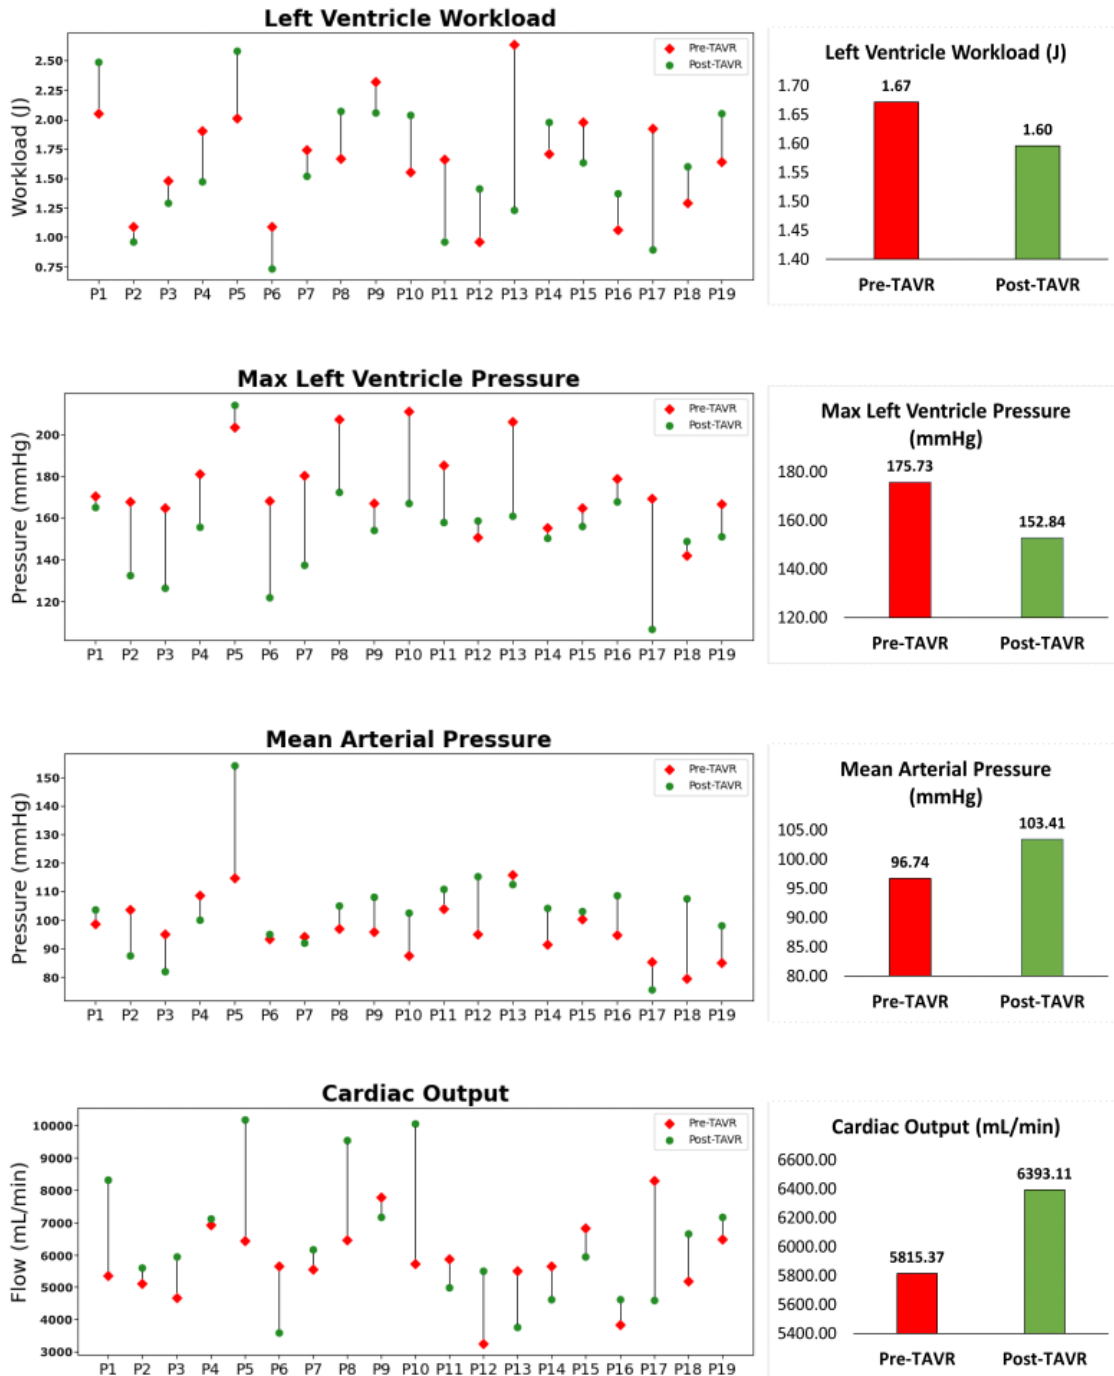 Left Ventricle Workload
Workload (J)
2.50
2.25
2.00
1.75
1.50
1.25
1.00
0.75
Pre-TAVR
Post-TAVR
P1 P2 P3 P4 P5 P6 P7 P8 P9 P10 P11 P12 P13 P14 P15 P16 P17 P18 P19
Left Ventricle Workload (J)
1.70
1.65
1.60
1.55
1.50
1.45
1.40
1.67
1.60
Pre-TAVR Post-TAVR
Max Left Ventricle Pressure
Pressure (mmHg)
200
180
160
140
120
Pre-TAVR
Post-TAVR
P1 P2 P3 P4 P5 P6 P7 P8 P9 P10 P11 P12 P13 P14 P15 P16 P17 P18 P19
Max Left Ventricle Pressure
(mmHg)
180.00
160.00
140.00
120.00
175.73
152.84
Pre-TAVR Post-TAVR
Mean Arterial Pressure
Pressure (mmHg)
150
140
130
120
110
100
90
80
Pre-TAVR
Post-TAVR
P1 P2 P3 P4 P5 P6 P7 P8 P9 P10 P11 P12 P13 P14 P15 P16 P17 P18 P19
Mean Arterial Pressure
(mmHg)
105.00
100.00
95.00
90.00
85.00
80.00
96.74
103.41
Pre-TAVR Post-TAVR
Cardiac Output
Flow (mL/min)
10000
9000
8000
7000
6000
5000
4000
3000
Pre-TAVR
Post-TAVR
P1 P2 P3 P4 P5 P6 P7 P8 P9 P10 P11 P12 P13 P14 P15 P16 P17 P18 P19
Cardiac Output (mL/min)
6600.00
6400.00
6200.00
6000.00
5800.00
5600.00
5400.00
5815.37
6393.11
Pre-TAVR Post-TAVR